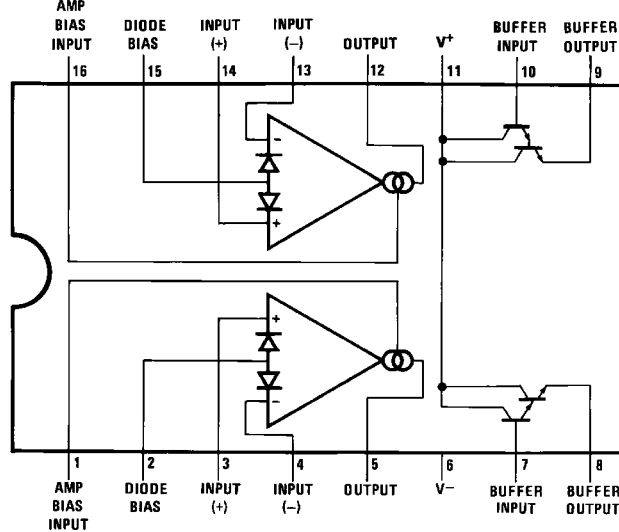 AMP
BIAS
INPUT
DIODE
BIAS
INPUT
(+)
INPUT
(−)
OUTPUT
V+
BUFFER
INPUT
BUFFER
OUTPUT
16
15
14
13
12
11
10
9
−
+
+
−
1
2
3
4
5
6
7
8
AMP
BIAS
INPUT
DIODE
BIAS
INPUT
(+)
INPUT
(−)
OUTPUT
V−
BUFFER
INPUT
BUFFER
OUTPUT